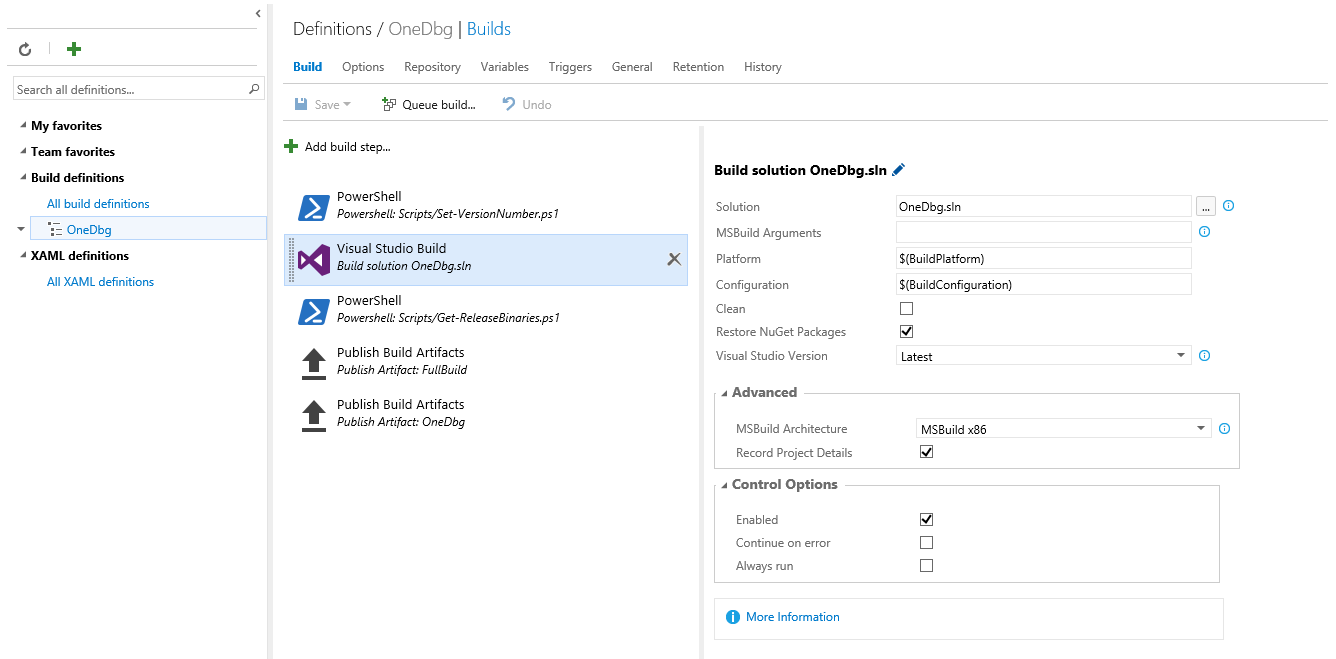 Definitions / OneDbg | Builds
Build Options Repository Variables Triggers General Retention History
Save Queue build... Undo
Search all definitions...
My favorites
Team favorites
Build definitions
All build definitions
OneDbg
XAML definitions
All XAML definitions
Add build step...
PowerShell
Powershell: Scripts/Set-VersionNumber.ps1
Visual Studio Build
Build solution OneDbg.sln
PowerShell
Powershell: Scripts/Get-ReleaseBinaries.ps1
Publish Build Artifacts
Publish Artifact: FullBuild
Publish Build Artifacts
Publish Artifact: OneDbg
Build solution OneDbg.sln
Solution OneDbg.sln ...
MSBuild Arguments
Platform $(BuildPlatform)
Configuration $(BuildConfiguration)
Clean
Restore NuGet Packages
Visual Studio Version Latest
Advanced
MSBuild Architecture MSBuild x86
Record Project Details
Control Options
Enabled
Continue on error
Always run
More Information